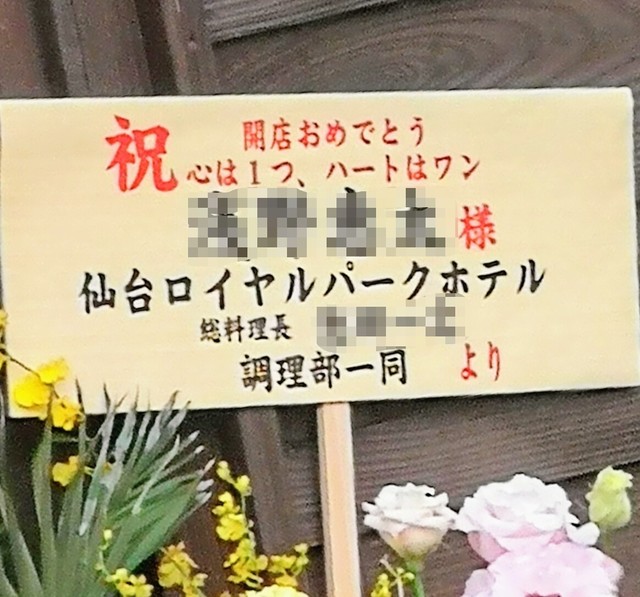 祝
開店おめでとう
心は１つ、ハートはワン
様
仙台ロイヤルパークホテル
総料理長
調理部一同 より